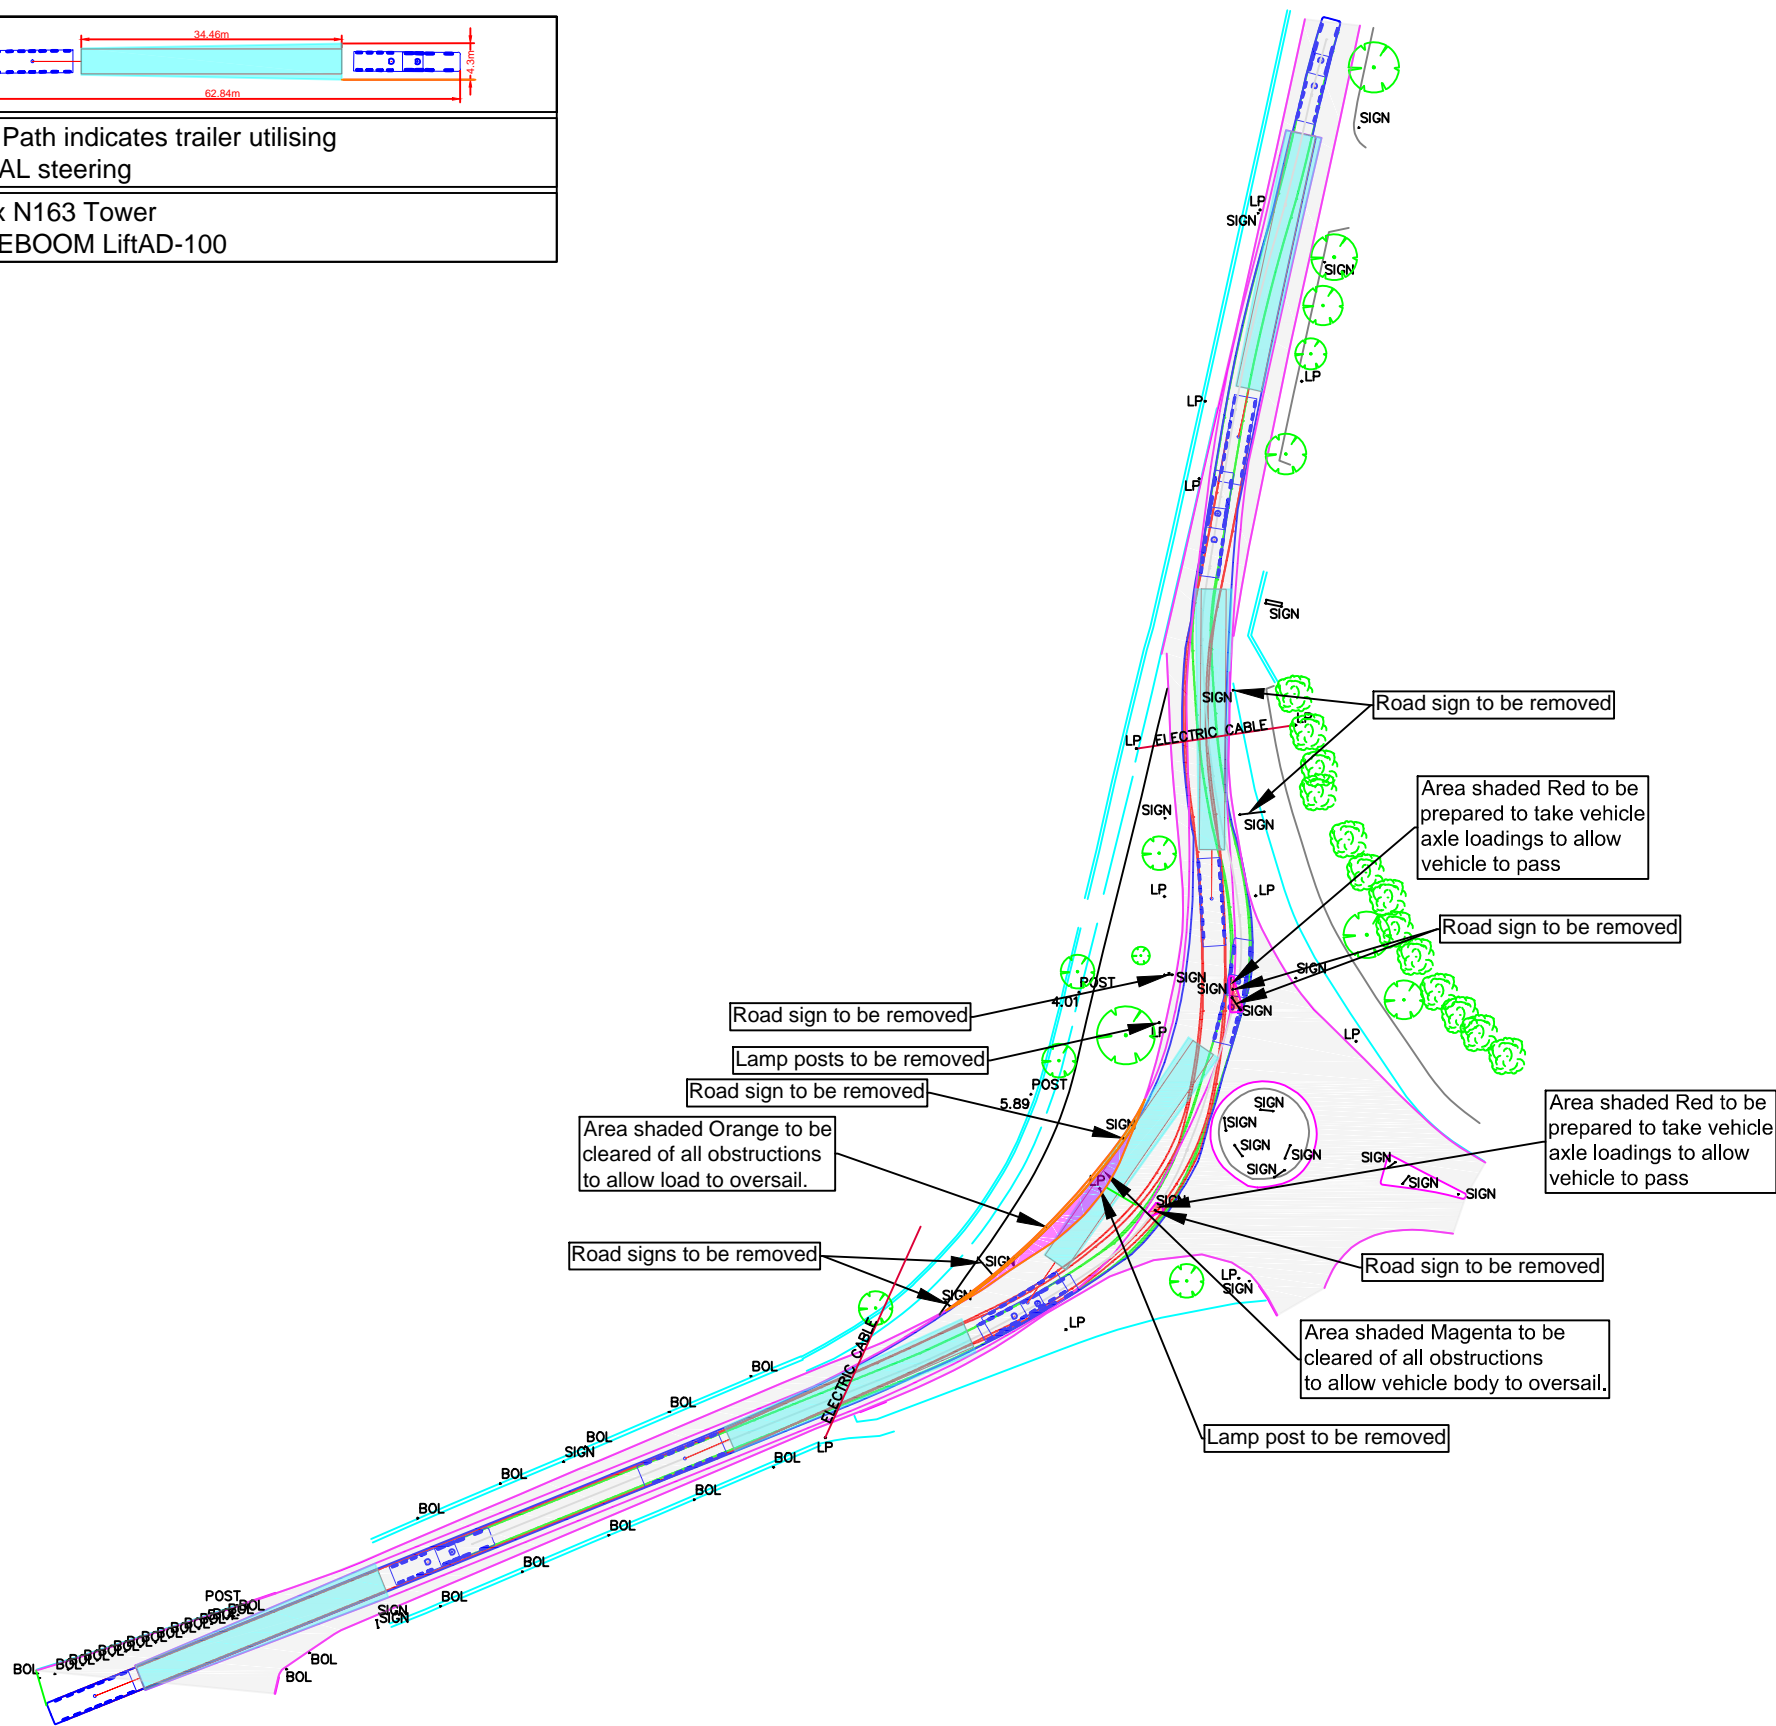 34.46m
4.3m
62.84m
Path indicates trailer utilising
AL steering
x N163 Tower
EBOOM LiftAD-100
SIGN
LP
SIGN
SIGN
LP
LP
LP
SIGN
SIGN
Road sign to be removed
LP
LP ELECTRIC CABLE
Area shaded Red to be
prepared to take vehicle
axle loadings to allow
vehicle to pass
SIGN
SIGN
LP
LP
Road sign to be removed
SIGN
SIGN
SIGN
POST
4.01
SIGN
Road sign to be removed
LP
LP
Lamp posts to be removed
POST
5.89
Road sign to be removed
SIGN
SIGN
SIGN
SIGN
SIGN
SIGN
Area shaded Orange to be
cleared of all obstructions
to allow load to oversail.
Area shaded Red to be
prepared to take vehicle
axle loadings to allow
vehicle to pass
SIGN
SIGN
SIGN
LP
SIGN
Road signs to be removed
SIGN
SIGN
Road sign to be removed
LP
SIGN
LP
Area shaded Magenta to be
cleared of all obstructions
to allow vehicle body to oversail.
ELECTRIC CABLE
LP
Lamp post to be removed
BOL
BOL
BOL
SIGN
BOL
BOL
BOL
BOL
BOL
BOL
BOL
POST
BOL
BOL
BOL
BOL
BOL
BOL
BOL
BOL
SIGN
SIGN
BOL
BOL
BOL